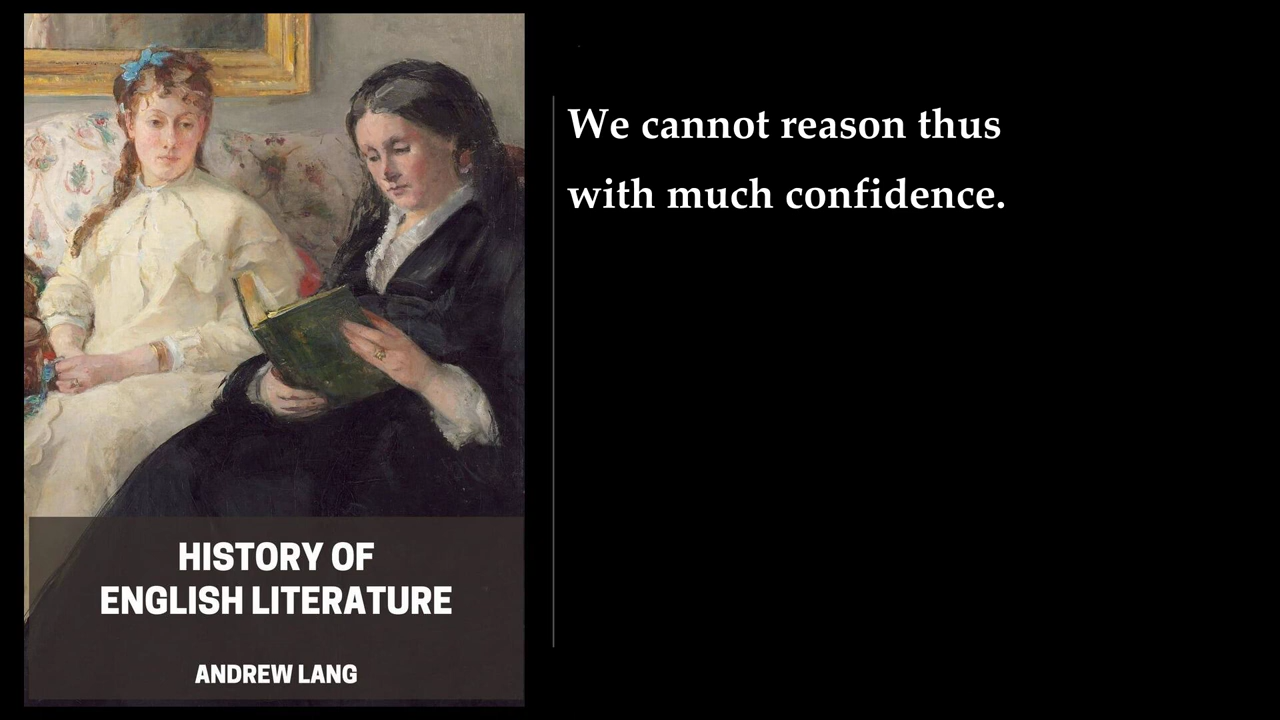 We cannot reason thus
with much confidence.
HISTORY OF
ENGLISH LITERATURE
ANDREW LANG